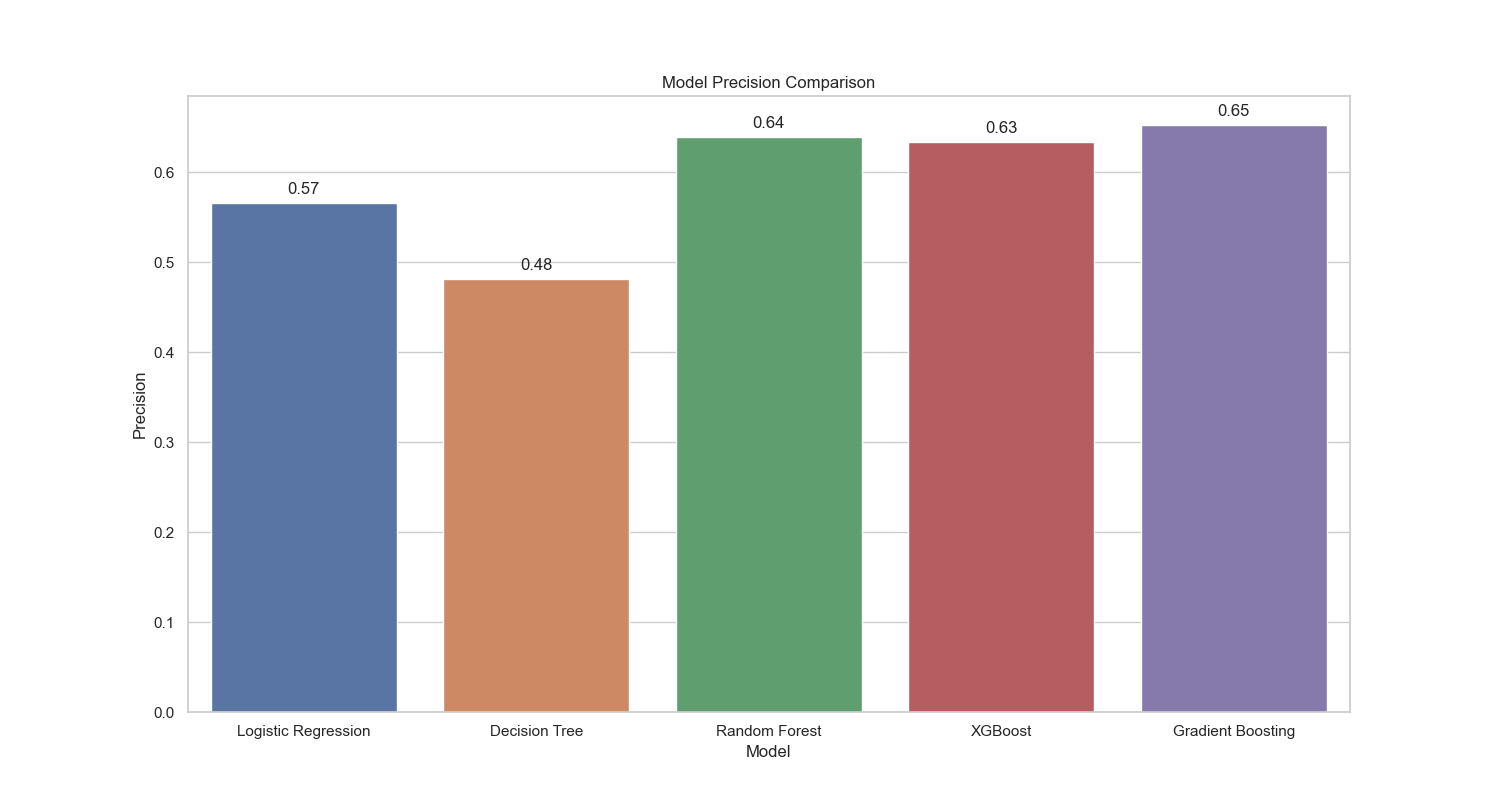 Model Precision Comparison
0.65
0.64
0.63
0.57
0.48
0.6
0.5
0.4
0.3
0.2
0.1
0.0
Precision
Logistic Regression
Decision Tree
Random Forest
XGBoost
Gradient Boosting
Model